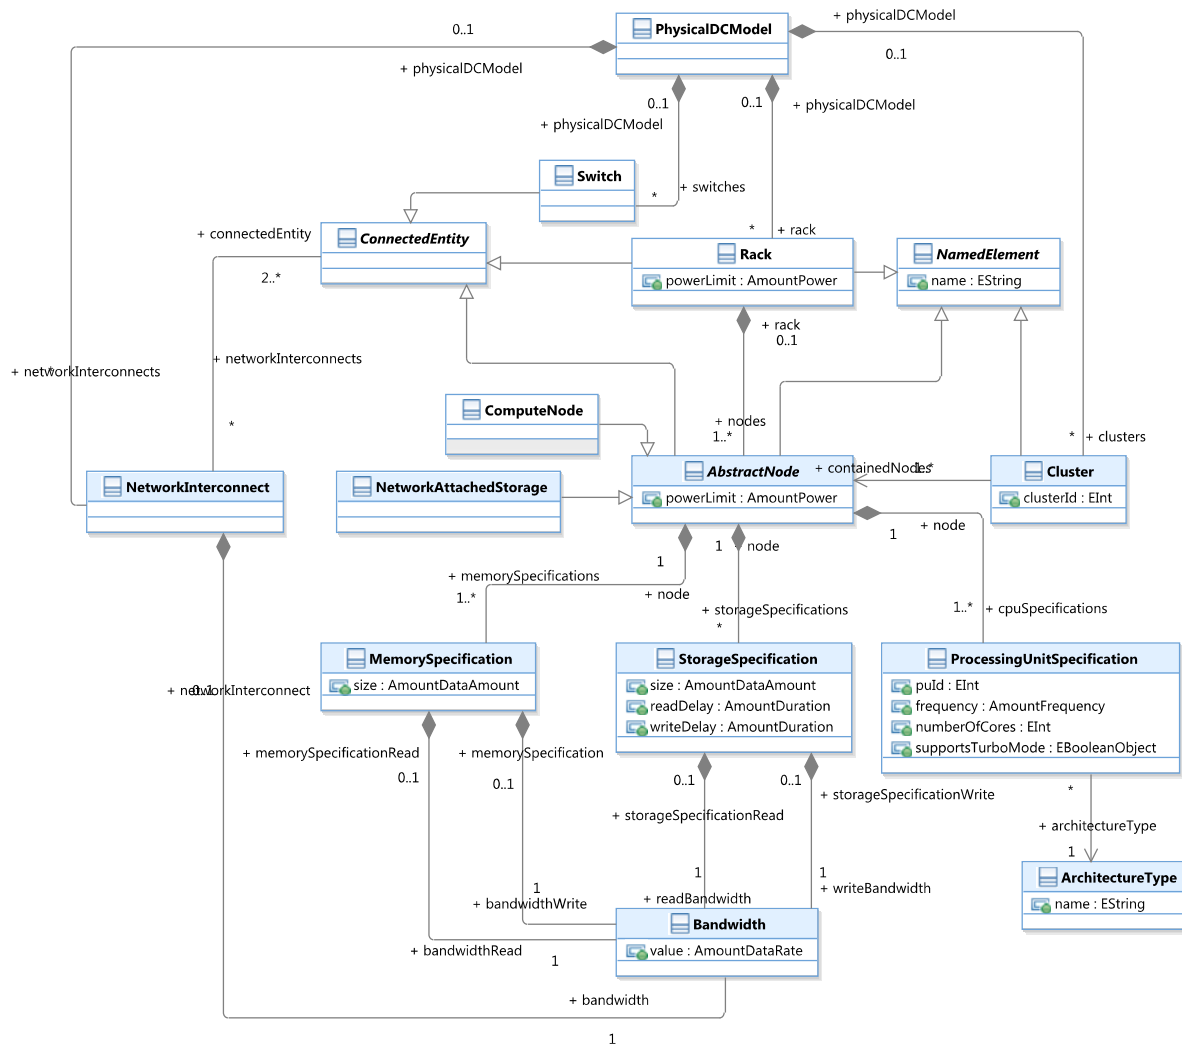 + physicalDCModel
0..1
PhysicalDCModel
0..1
+ physicalDCModel
0..1
0..1
+ physicalDCModel
+ physicalDCModel
Switch
+ switches
*
+ connectedEntity
ConnectedEntity
*
+ rack
2..*
Rack
powerLimit : AmountPower
NamedElement
name : EString
+ rack
0..1
+ networkInterconnects
+ networkInterconnects
*
ComputeNode
+ nodes
1..*
*
*
+ clusters
NetworkInterconnect
NetworkAttachedStorage
AbstractNode
powerLimit : AmountPower
+ containedNodes
1..*
Cluster
clusterId : EInt
1
+ node
1
+ node
1
+ memorySpecifications
1..*
+ node
+ storageSpecifications
*
1..*
+ cpuSpecifications
MemorySpecification
size : AmountDataAmount
StorageSpecification
size : AmountDataAmount
readDelay : AmountDuration
writeDelay : AmountDuration
ProcessingUnitSpecification
puId : EInt
frequency : AmountFrequency
numberOfCores : EInt
supportsTurboMode : EBooleanObject
+ networkInterconnect
0..1
+ memorySpecificationRead
0..1
+ memorySpecification
0..1
0..1
0..1
+ storageSpecificationWrite
+ storageSpecificationRead
*
+ architectureType
1
ArchitectureType
name : EString
1
1
+ writeBandwidth
1
+ bandwidthWrite
+ readBandwidth
Bandwidth
value : AmountDataRate
+ bandwidthRead
1
+ bandwidth
1